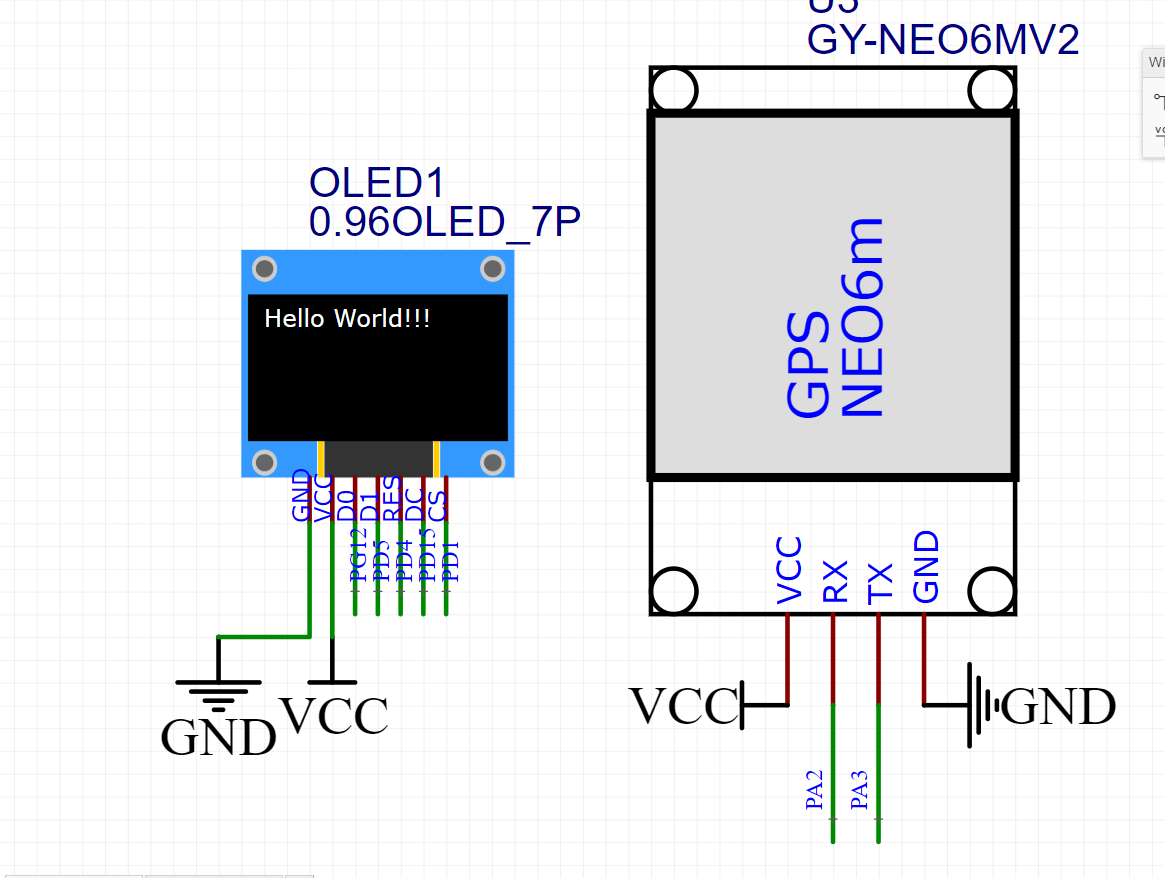 U3
GY-NEO6MV2
OLED1
0.96OLED_7P
Hello World!!!
GPS
NEO6m
GND
VCC
D0
D1
RES
DC
CS
PG12
PD5
PD4
PD15
PD1
GND
VCC
VCC
RX
TX
GND
VCC
GND
PA2
PA3